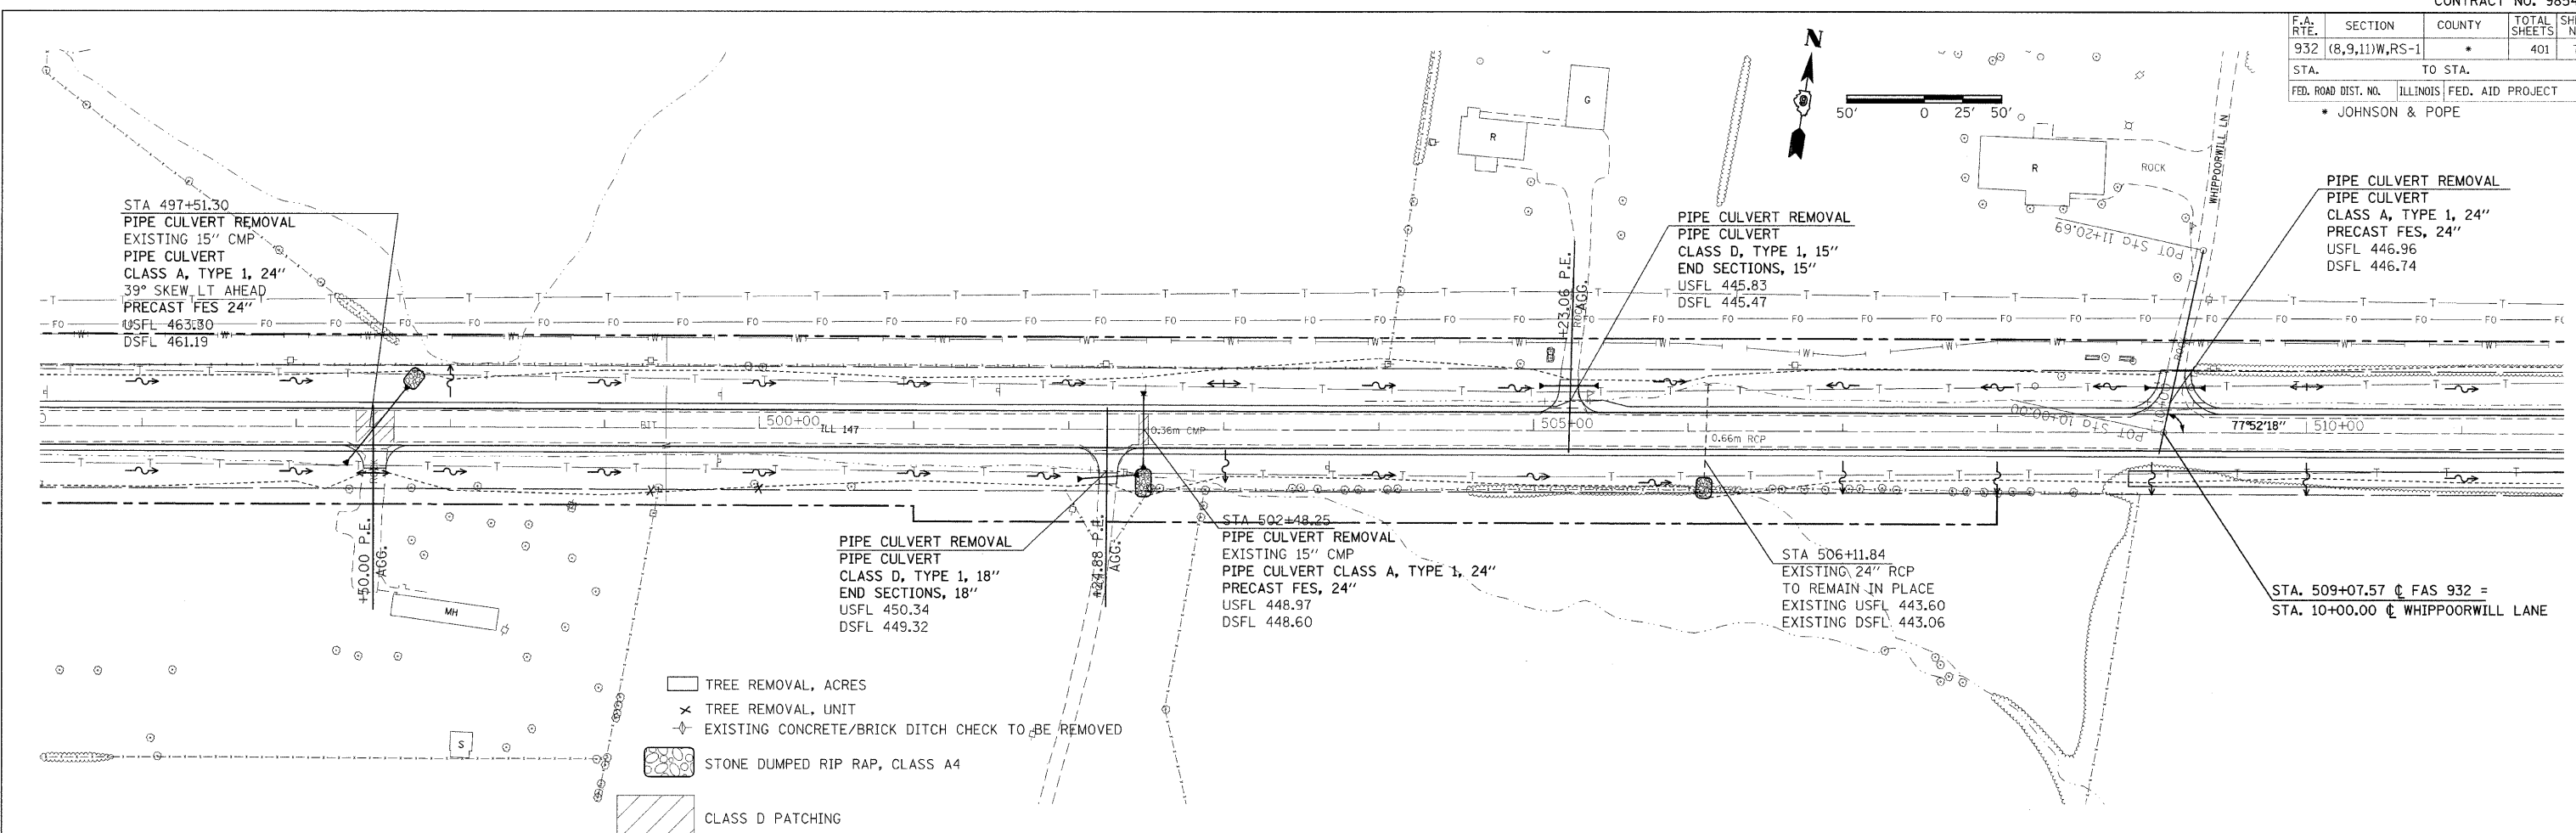 CONTRACT NO. 9854
F.A. RTE. SECTION COUNTY TOTAL SHEETS
932 (8,9,11)W,RS-1 * 401
STA. TO STA.
FED. ROAD DIST. NO. ILLINOIS FED. AID PROJECT
* JOHNSON & POPE
N
50' 0 25' 50'
STA 497+51.30
PIPE CULVERT REMOVAL
EXISTING 15" CMP
PIPE CULVERT
CLASS A, TYPE 1, 24"
39° SKEW LT AHEAD
PRECAST FES 24"
USFL 463.30
DSFL 461.19
G
R
PIPE CULVERT REMOVAL
PIPE CULVERT
CLASS D, TYPE 1, 15"
END SECTIONS, 15"
USFL 445.83
DSFL 445.47
R
ROCK
WHIPPOORWILL LN
POT Sta 11+20.69
PIPE CULVERT REMOVAL
PIPE CULVERT
CLASS A, TYPE 1, 24"
PRECAST FES, 24"
USFL 446.96
DSFL 446.74
+23.06 P.E.
ROCK
AGG.
ROCK
BIT
500+00
ILL 147
0.36m CMP
505+00
0.66m RCP
POT Sta 10+00.00
77°52'18"
510+00
+50.00 P.E.
AGG.
MH
S
+24.88 P.E.
AGG.
PIPE CULVERT REMOVAL
PIPE CULVERT
CLASS D, TYPE 1, 18"
END SECTIONS, 18"
USFL 450.34
DSFL 449.32
STA 502+48.25
PIPE CULVERT REMOVAL
EXISTING 15" CMP
PIPE CULVERT CLASS A, TYPE 1, 24"
PRECAST FES, 24"
USFL 448.97
DSFL 448.60
STA 506+11.84
EXISTING 24" RCP
TO REMAIN IN PLACE
EXISTING USFL 443.60
EXISTING DSFL 443.06
STA. 509+07.57 ℄ FAS 932 =
STA. 10+00.00 ℄ WHIPPOORWILL LANE
TREE REMOVAL, ACRES
TREE REMOVAL, UNIT
EXISTING CONCRETE/BRICK DITCH CHECK TO BE REMOVED
STONE DUMPED RIP RAP, CLASS A4
CLASS D PATCHING